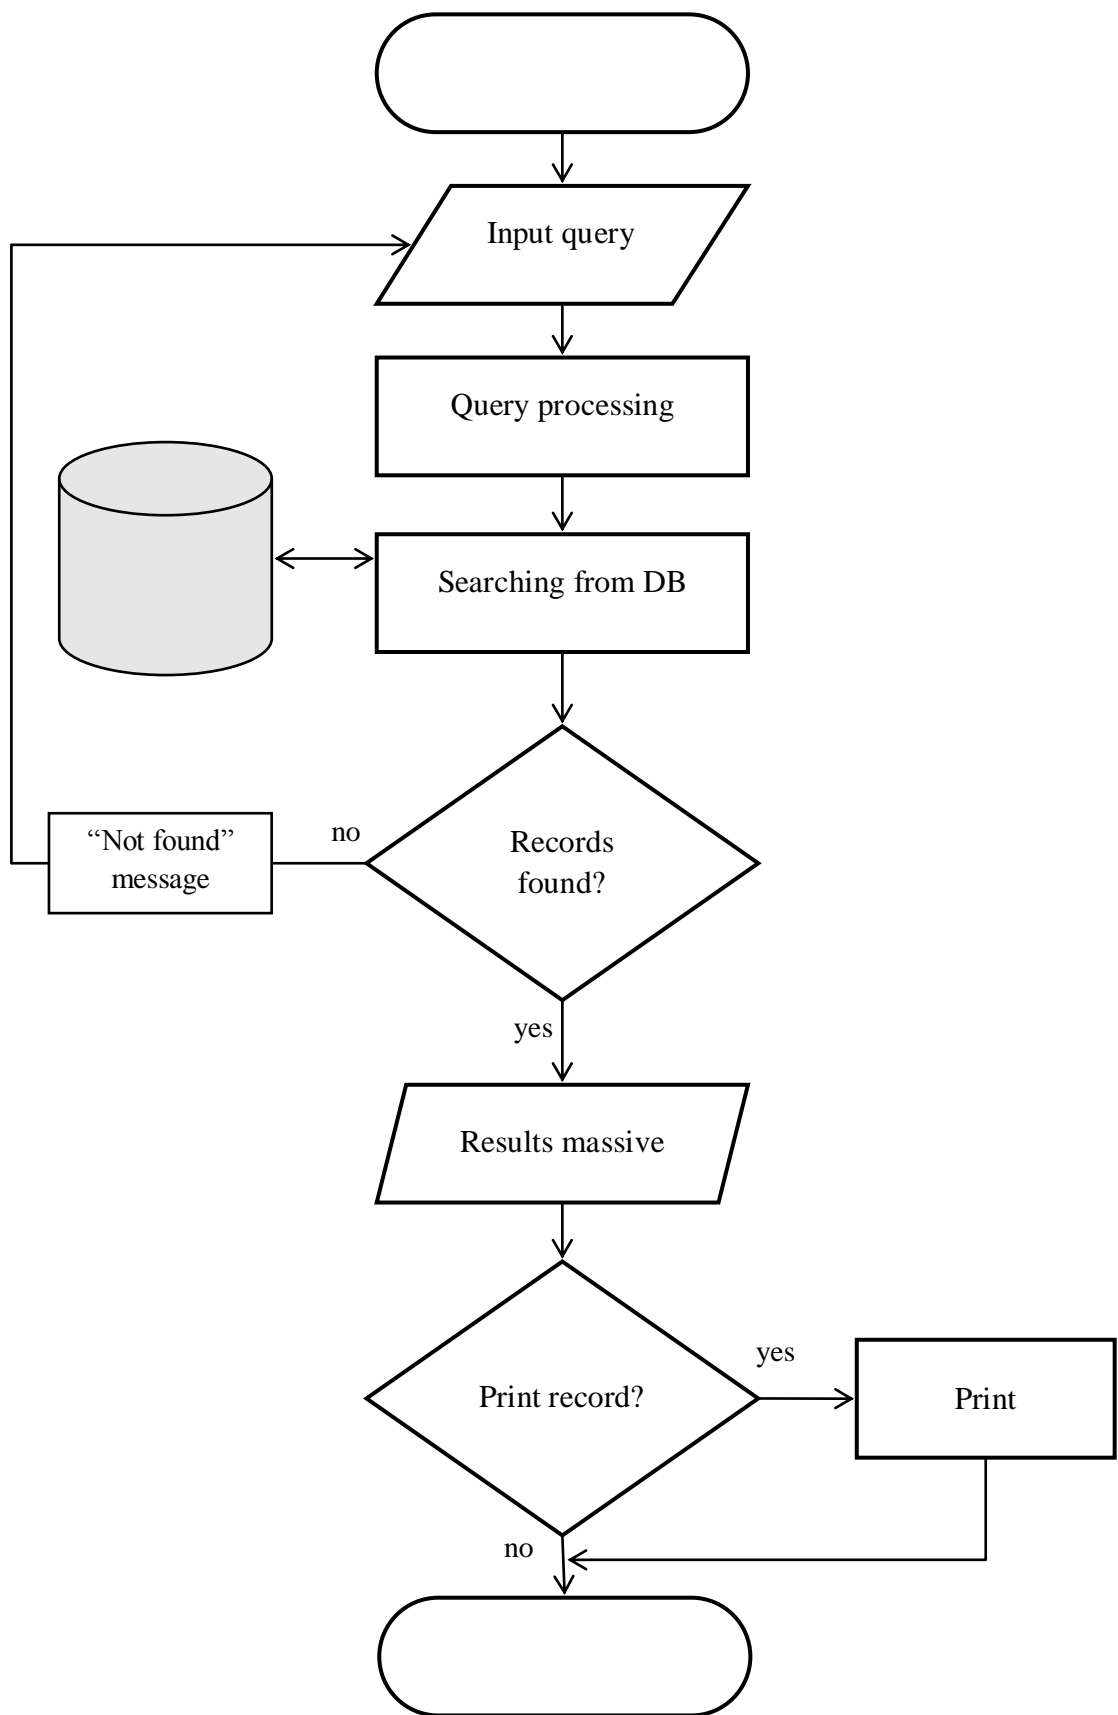 Input query
Query processing
Searching from DB
“Not found”
message
no
Records
found?
yes
Results massive
Print record?
yes
Print
no